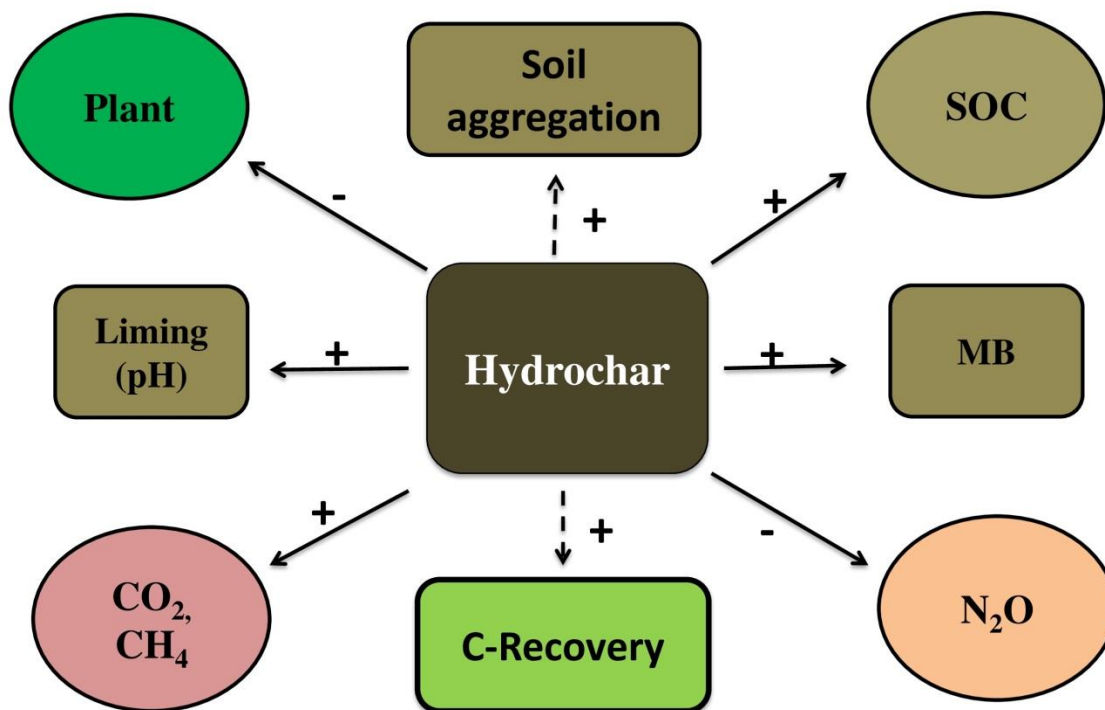 Plant
Soil
aggregation
SOC
-
+
+
Liming
(pH)
+
Hydrochar
+
MB
+
+
-
CO₂,
CH₄
C-Recovery
N₂O